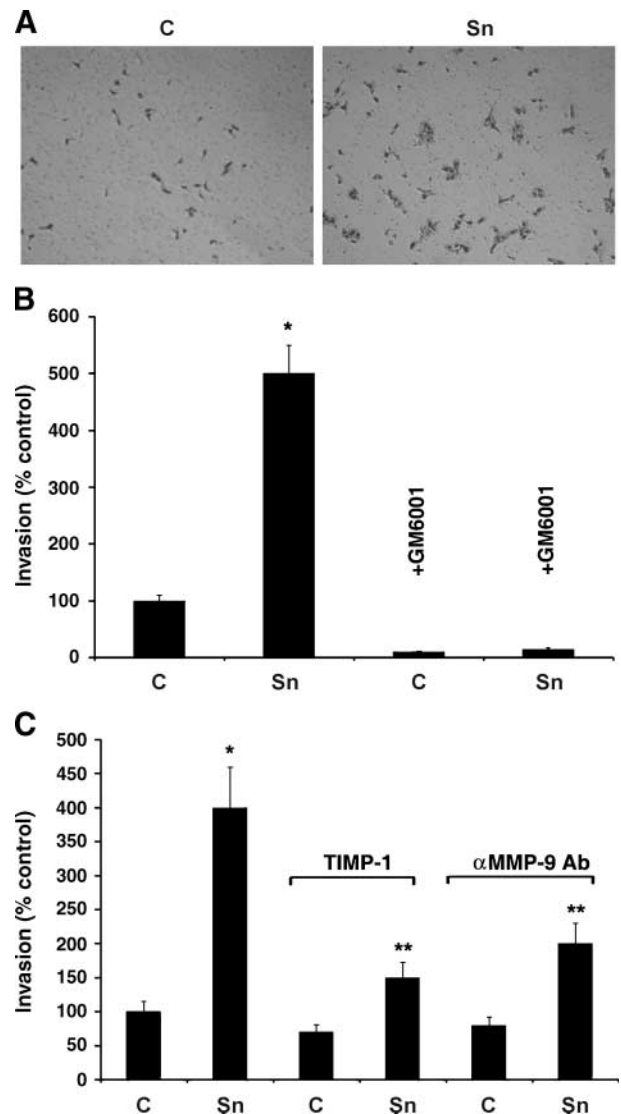 A
C
Sn
B
600
500
400
300
200
100
0
Invasion (% control)
*
+GM6001
+GM6001
C
Sn
C
Sn
C
500
450
400
350
300
250
200
150
100
50
0
Invasion (% control)
*
TIMP-1
αMMP-9 Ab
**
**
C
Sn
C
Sn
C
Sn